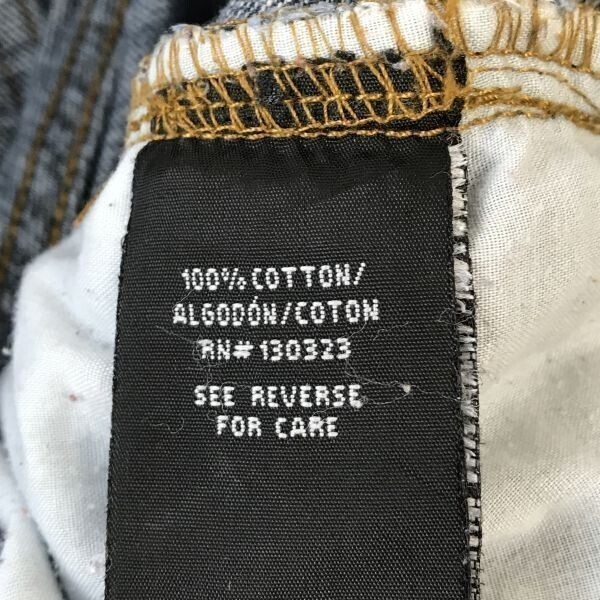 100% COTTON/
ALGODÓN/COTON
RN# 130323
SEE REVERSE
FOR CARE